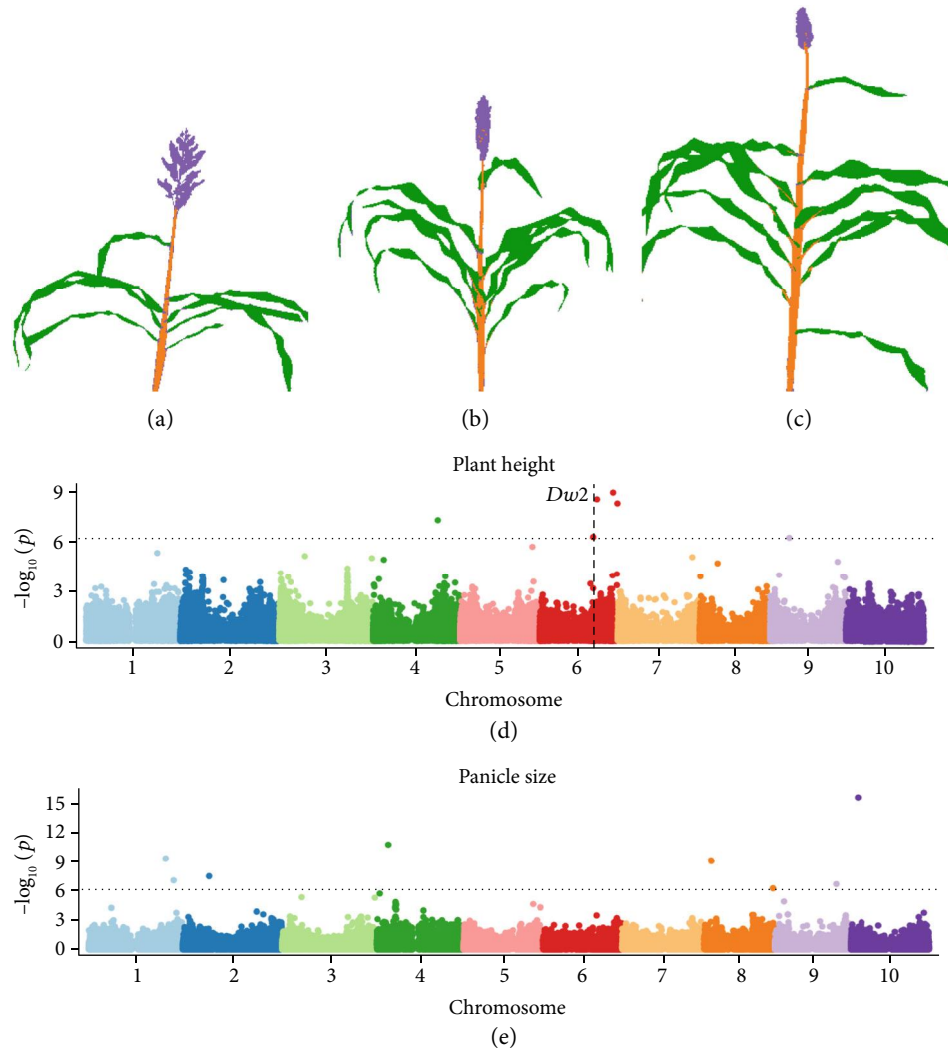 (a)
(b)
(c)
Plant height
Dw2
9
6
3
0
−log₁₀ (p)
1 2 3 4 5 6 7 8 9 10
Chromosome
(d)
Panicle size
15
12
9
6
3
0
−log₁₀ (p)
1 2 3 4 5 6 7 8 9 10
Chromosome
(e)